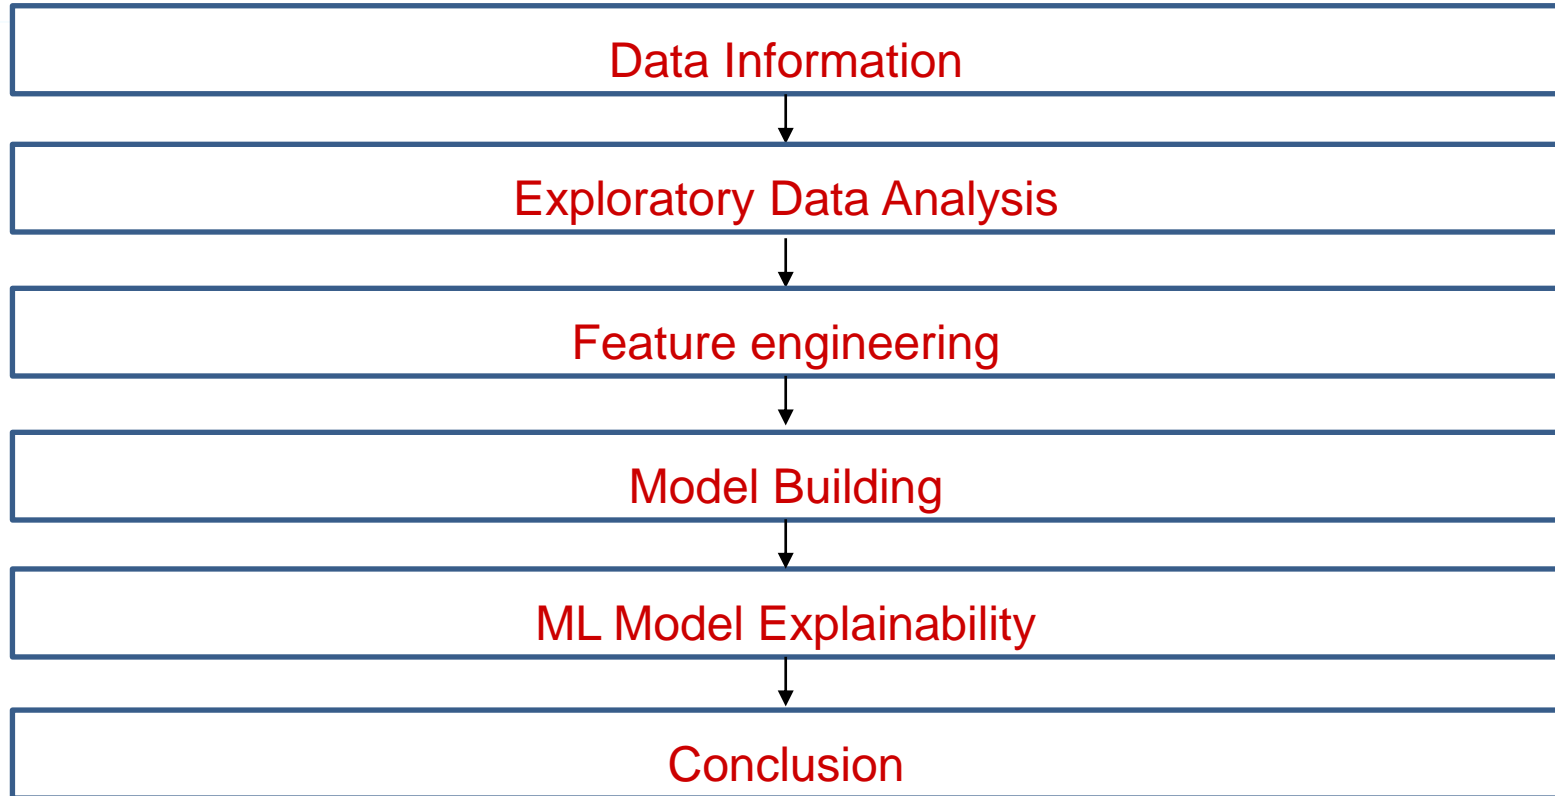 Data Information
Exploratory Data Analysis
Feature engineering
Model Building
ML Model Explainability
Conclusion